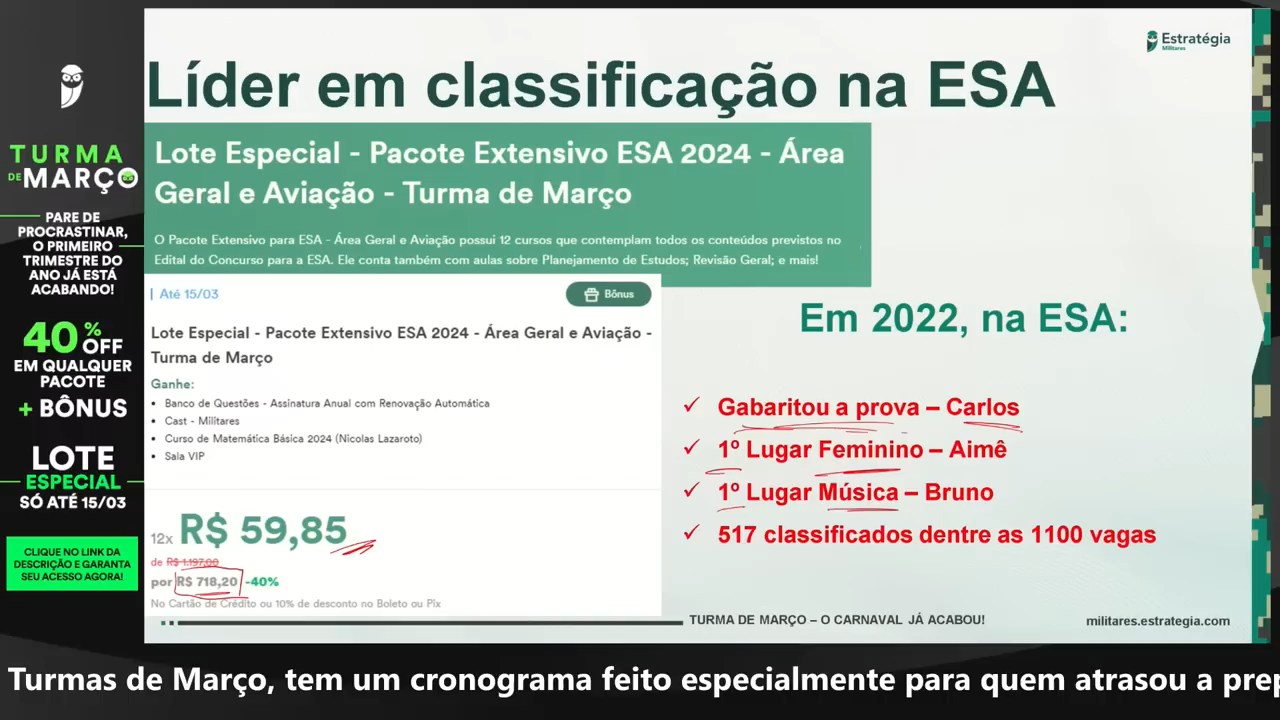 TURMA
DE MARÇO
PARE DE
PROCRASTINAR,
O PRIMEIRO
TRIMESTRE DO
ANO JÁ ESTÁ
ACABANDO!
40% OFF
EM QUALQUER
PACOTE
+ BÔNUS
LOTE
ESPECIAL
SÓ ATÉ 15/03
CLIQUE NO LINK DA
DESCRIÇÃO E GARANTA
SEU ACESSO AGORA!
Estratégia
Militares
Líder em classificação na ESA
Lote Especial - Pacote Extensivo ESA 2024 - Área
Geral e Aviação - Turma de Março
O Pacote Extensivo para ESA - Área Geral e Aviação possui 12 cursos que contemplam todos os conteúdos previstos no
Edital do Concurso para a ESA. Ele conta também com aulas sobre Planejamento de Estudos; Revisão Geral; e mais!
Até 15/03
Bônus
Lote Especial - Pacote Extensivo ESA 2024 - Área Geral e Aviação -
Turma de Março
Ganhe:
• Banco de Questões - Assinatura Anual com Renovação Automática
• Cast - Militares
• Curso de Matemática Básica 2024 (Nicolas Lazaroto)
• Sala VIP
12x R$ 59,85
de R$ 1.197,00
por R$ 718,20 -40%
No Cartão de Crédito ou 10% de desconto no Boleto ou Pix
Em 2022, na ESA:
✓ Gabaritou a prova – Carlos
✓ 1º Lugar Feminino – Aimê
✓ 1º Lugar Música – Bruno
✓ 517 classificados dentre as 1100 vagas
TURMA DE MARÇO – O CARNAVAL JÁ ACABOU!
militares.estrategia.com
Turmas de Março, tem um cronograma feito especialmente para quem atrasou a prep